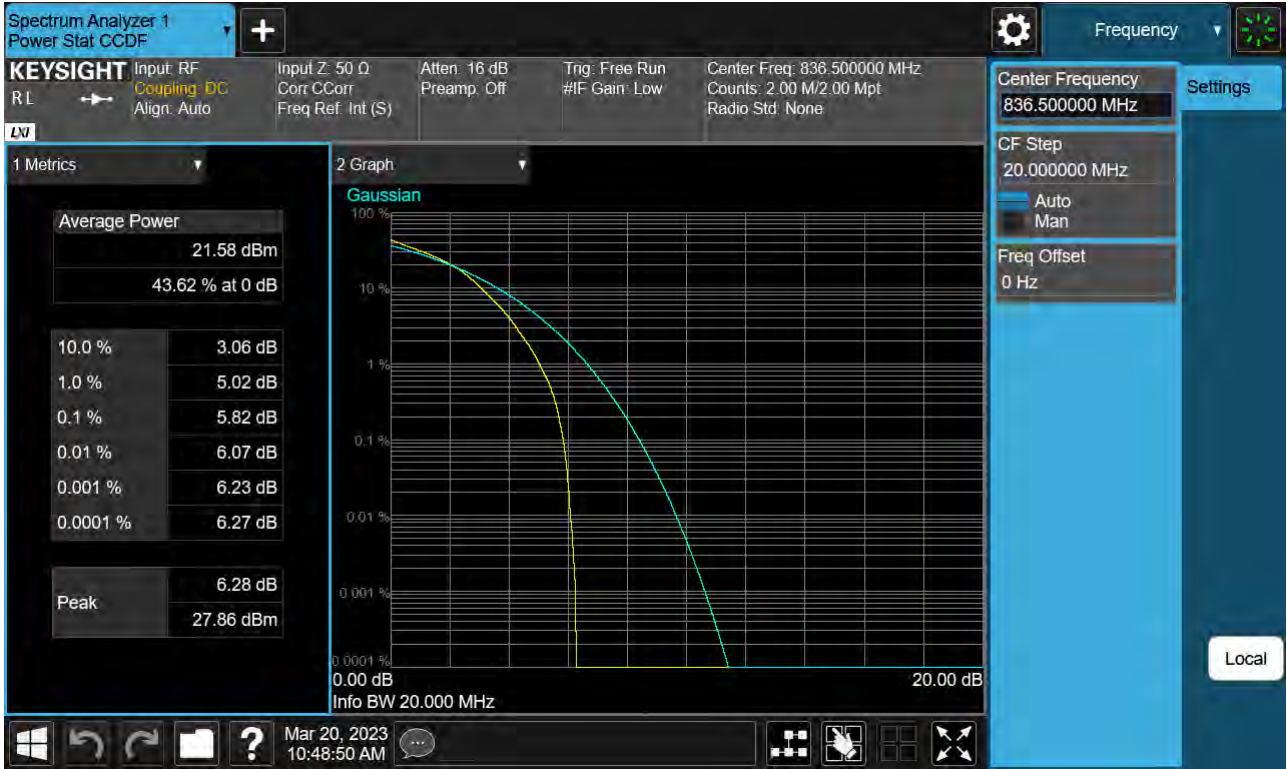 Spectrum Analyzer 1
Power Stat CCDF
+
Frequency
KEYSIGHT
R L
LXI
Input: RF
Coupling: DC
Align: Auto
Input Z: 50 Ω
Corr CCorr
Freq Ref: Int (S)
Atten: 16 dB
Preamp: Off
Trig: Free Run
#IF Gain: Low
Center Freq: 836.500000 MHz
Counts: 2.00 M/2.00 Mpt
Radio Std: None
Center Frequency
836.500000 MHz
Settings
CF Step
20.000000 MHz
Auto
Man
Freq Offset
0 Hz
Local
1 Metrics
Average Power
21.58 dBm
43.62 % at 0 dB
10.0 % 3.06 dB
1.0 % 5.02 dB
0.1 % 5.82 dB
0.01 % 6.07 dB
0.001 % 6.23 dB
0.0001 % 6.27 dB
Peak
6.28 dB
27.86 dBm
2 Graph
Gaussian
100 %
10 %
1 %
0.1 %
0.01 %
0.001 %
0.0001 %
0.00 dB 20.00 dB
Info BW 20.000 MHz
?
Mar 20, 2023
10:48:50 AM